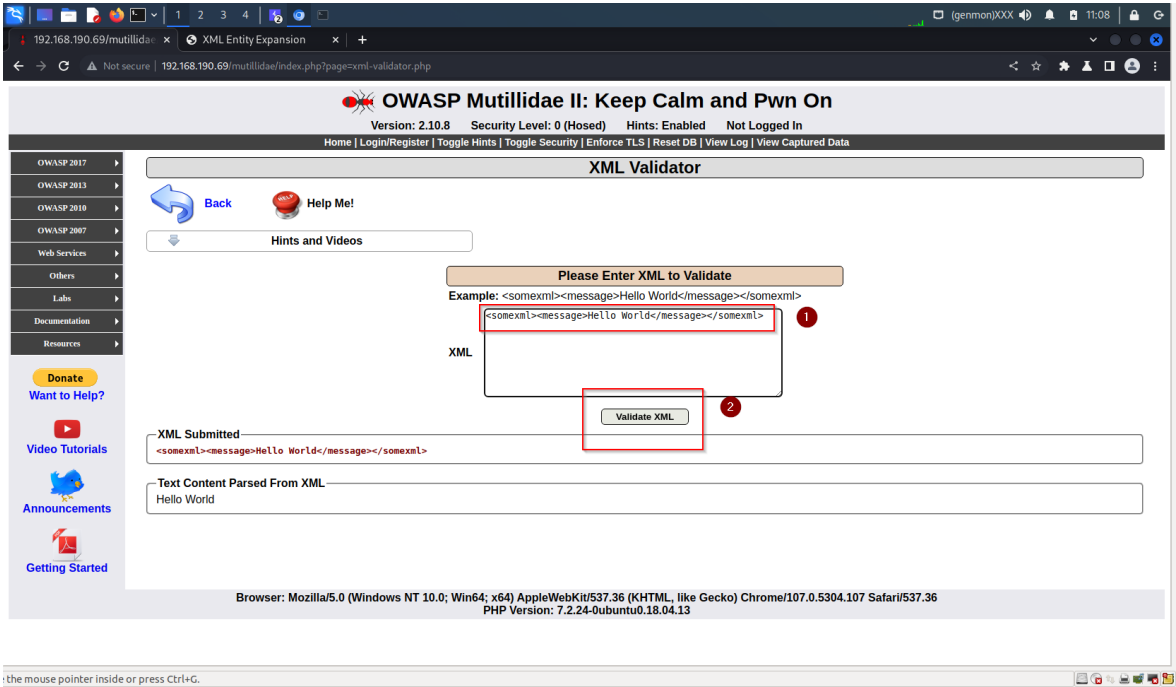 1 2 3 4 (genmon)XXX 11:08
192.168.190.69/mutillidae XML Entity Expansion
Not secure | 192.168.190.69/mutillidae/index.php?page=xml-validator.php
OWASP Mutillidae II: Keep Calm and Pwn On
Version: 2.10.8 Security Level: 0 (Hosed) Hints: Enabled Not Logged In
Home | Login/Register | Toggle Hints | Toggle Security | Enforce TLS | Reset DB | View Log | View Captured Data
OWASP 2017
OWASP 2013
OWASP 2010
OWASP 2007
Web Services
Others
Labs
Documentation
Resources
Donate
Want to Help?
Video Tutorials
Announcements
Getting Started
XML Validator
Back
HELP
Help Me!
Hints and Videos
Please Enter XML to Validate
Example: <somexml><message>Hello World</message></somexml>
<somexml><message>Hello World</message></somexml>
1
XML
Validate XML
2
XML Submitted
<somexml><message>Hello World</message></somexml>
Text Content Parsed From XML
Hello World
Browser: Mozilla/5.0 (Windows NT 10.0; Win64; x64) AppleWebKit/537.36 (KHTML, like Gecko) Chrome/107.0.5304.107 Safari/537.36
PHP Version: 7.2.24-0ubuntu0.18.04.13
the mouse pointer inside or press Ctrl+G.